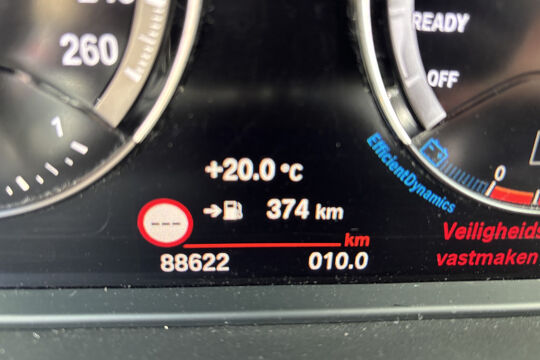 260
READY
OFF
EfficientDynamics
+20.0 °C
→ 374 km
---
0
km
88622 010.0
Veiligheids
vastmaken